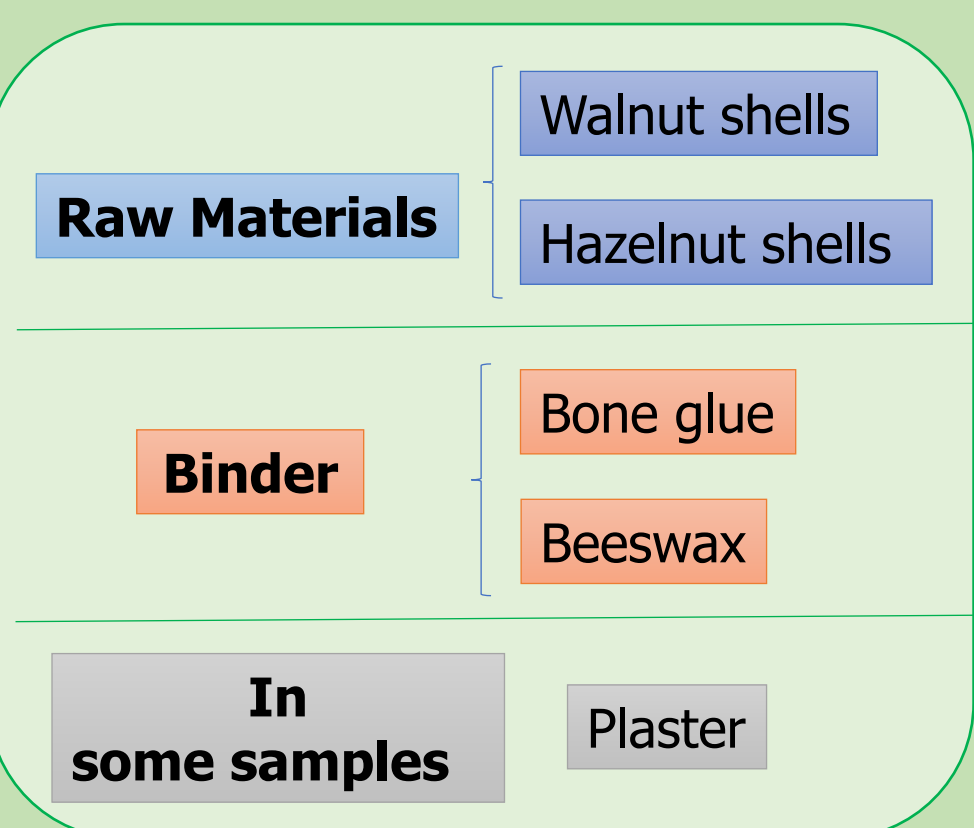 Raw Materials
Walnut shells
Hazelnut shells
Binder
Bone glue
Beeswax
In
some samples
Plaster